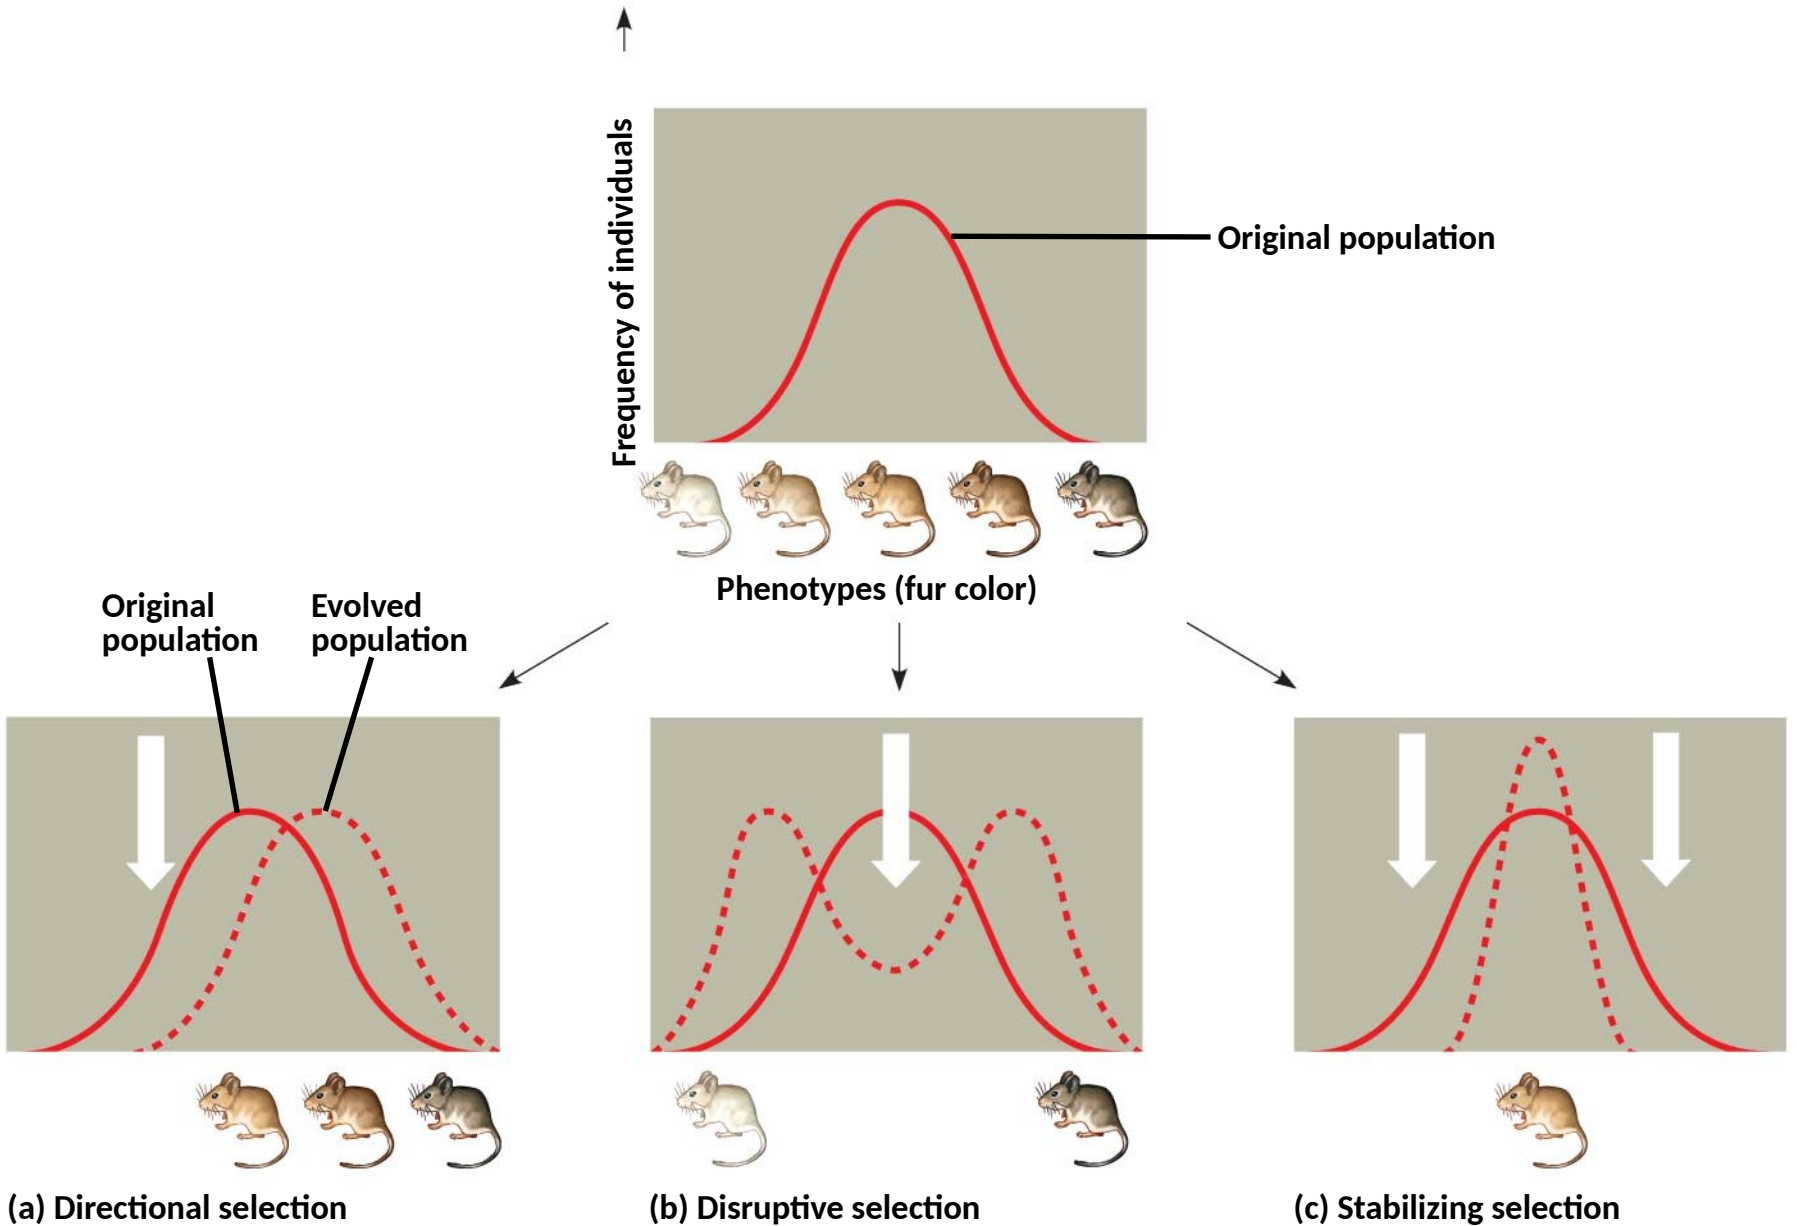 Frequency of individuals
Original population
Phenotypes (fur color)
Original
population
Evolved
population
(a) Directional selection
(b) Disruptive selection
(c) Stabilizing selection